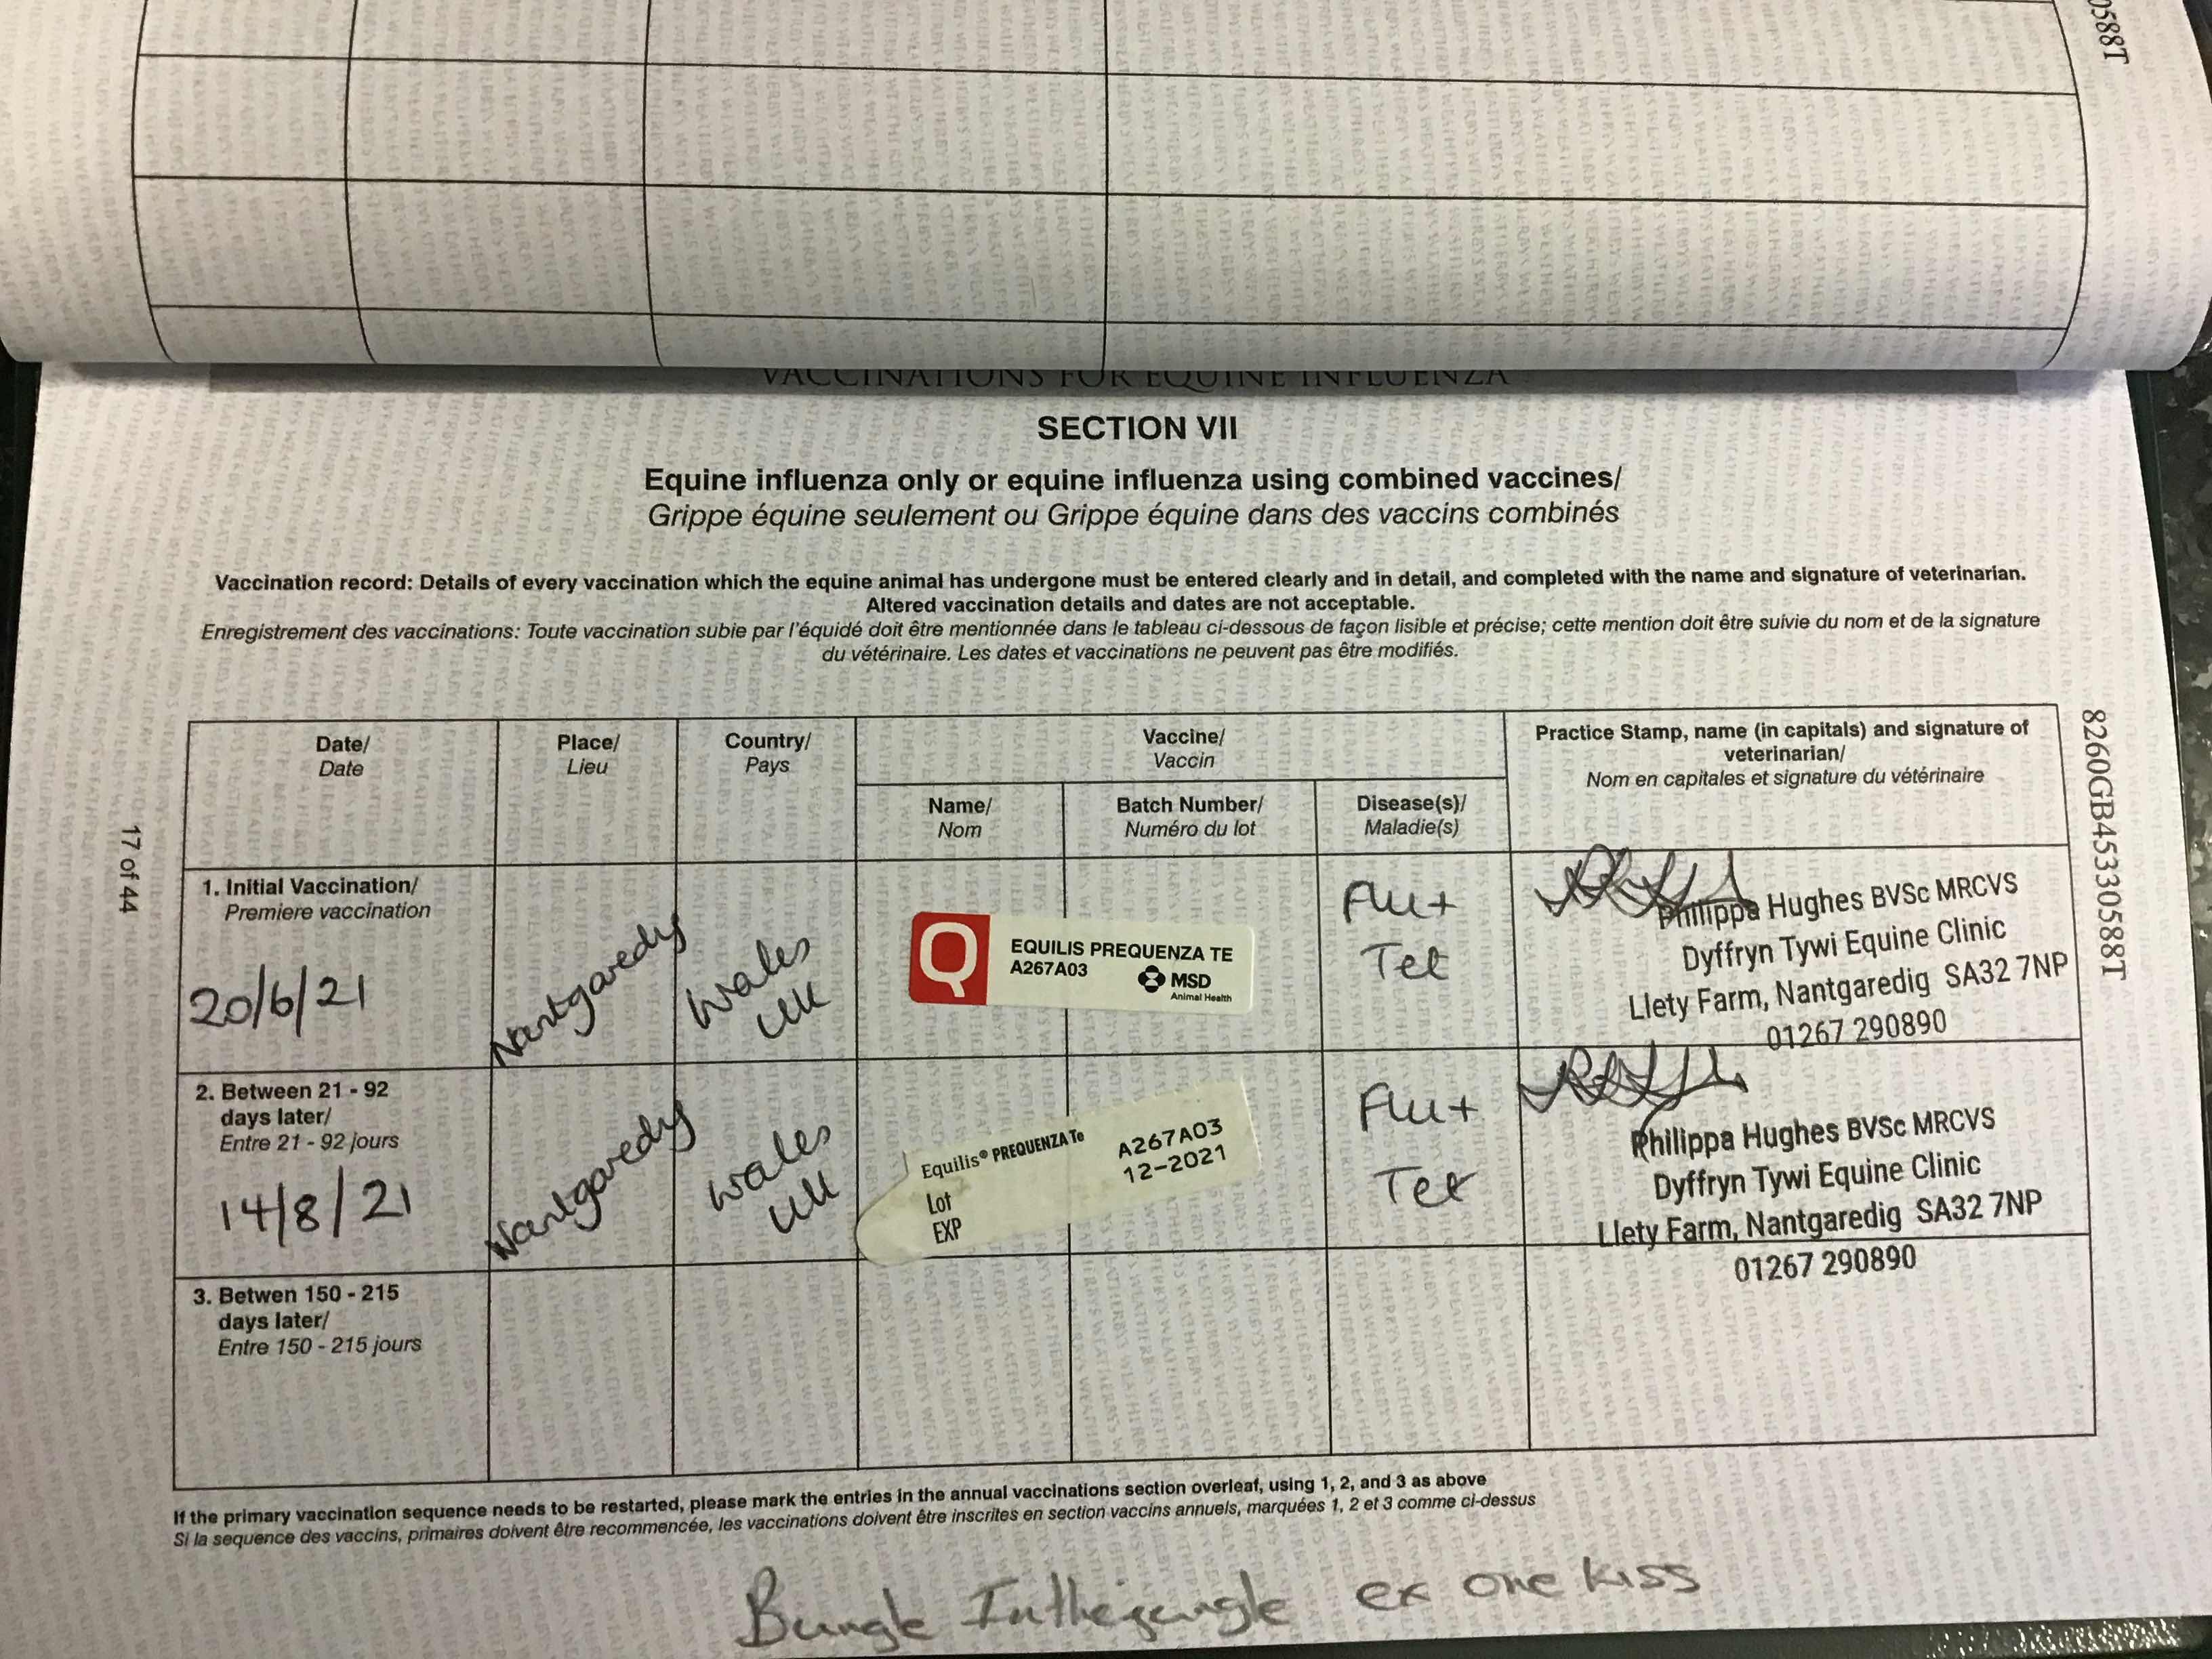 0588T
VACCINATIONS FOR EQUINE INFLUENZA
SECTION VII
Equine influenza only or equine influenza using combined vaccines/
Grippe équine seulement ou Grippe équine dans des vaccins combinés
Vaccination record: Details of every vaccination which the equine animal has undergone must be entered clearly and in detail, and completed with the name and signature of veterinarian.
Altered vaccination details and dates are not acceptable.
Enregistrement des vaccinations: Toute vaccination subie par l'équidé doit être mentionnée dans le tableau ci-dessous de façon lisible et précise; cette mention doit être suivie du nom et de la signature
du vétérinaire. Les dates et vaccinations ne peuvent pas être modifiés.
17 of 44
8260GB45330588T
Date/
Date
Place/
Lieu
Country/
Pays
Vaccine/
Vaccin
Name/
Nom
Batch Number/
Numéro du lot
Disease(s)/
Maladie(s)
Practice Stamp, name (in capitals) and signature of
veterinarian/
Nom en capitales et signature du vétérinaire
1. Initial Vaccination/
Premiere vaccination
20/6/21
Nantgaredy
Wales
UK
Q
EQUILIS PREQUENZA TE
A267A03
MSD
Animal Health
Flu+
Tet
Philippa Hughes BVSc MRCVS
Dyffryn Tywi Equine Clinic
Llety Farm, Nantgaredig SA32 7NP
01267 290890
2. Between 21 - 92
days later/
Entre 21 - 92 jours
14/8/21
Nantgaredy
Wales
UK
Equilis® PREQUENZA Te
Lot A267A03
EXP 12-2021
Flu+
Tet
Philippa Hughes BVSc MRCVS
Dyffryn Tywi Equine Clinic
Llety Farm, Nantgaredig SA32 7NP
01267 290890
3. Betwen 150 - 215
days later/
Entre 150 - 215 jours
If the primary vaccination sequence needs to be restarted, please mark the entries in the annual vaccinations section overleaf, using 1, 2, and 3 as above
Si la sequence des vaccins, primaires doivent être recommencée, les vaccinations doivent être inscrites en section vaccins annuels, marquées 1, 2 et 3 comme ci-dessus
Bungle Inthejungle ex one kiss